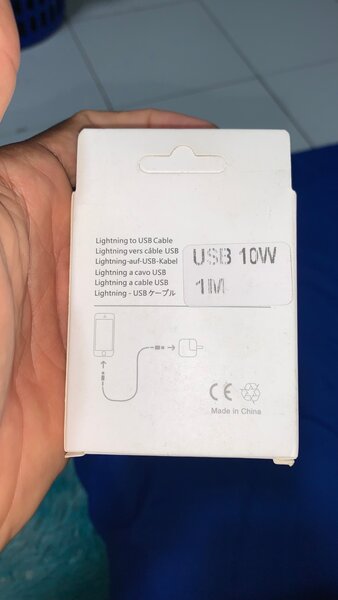 Lightning to USB Cable
Lightning vers câble USB
Lightning-auf-USB-Kabel
Lightning a cavo USB
Lightning a cable USB
Lightning - USB ケーブル
USB 10W
1M
CE
Made in China